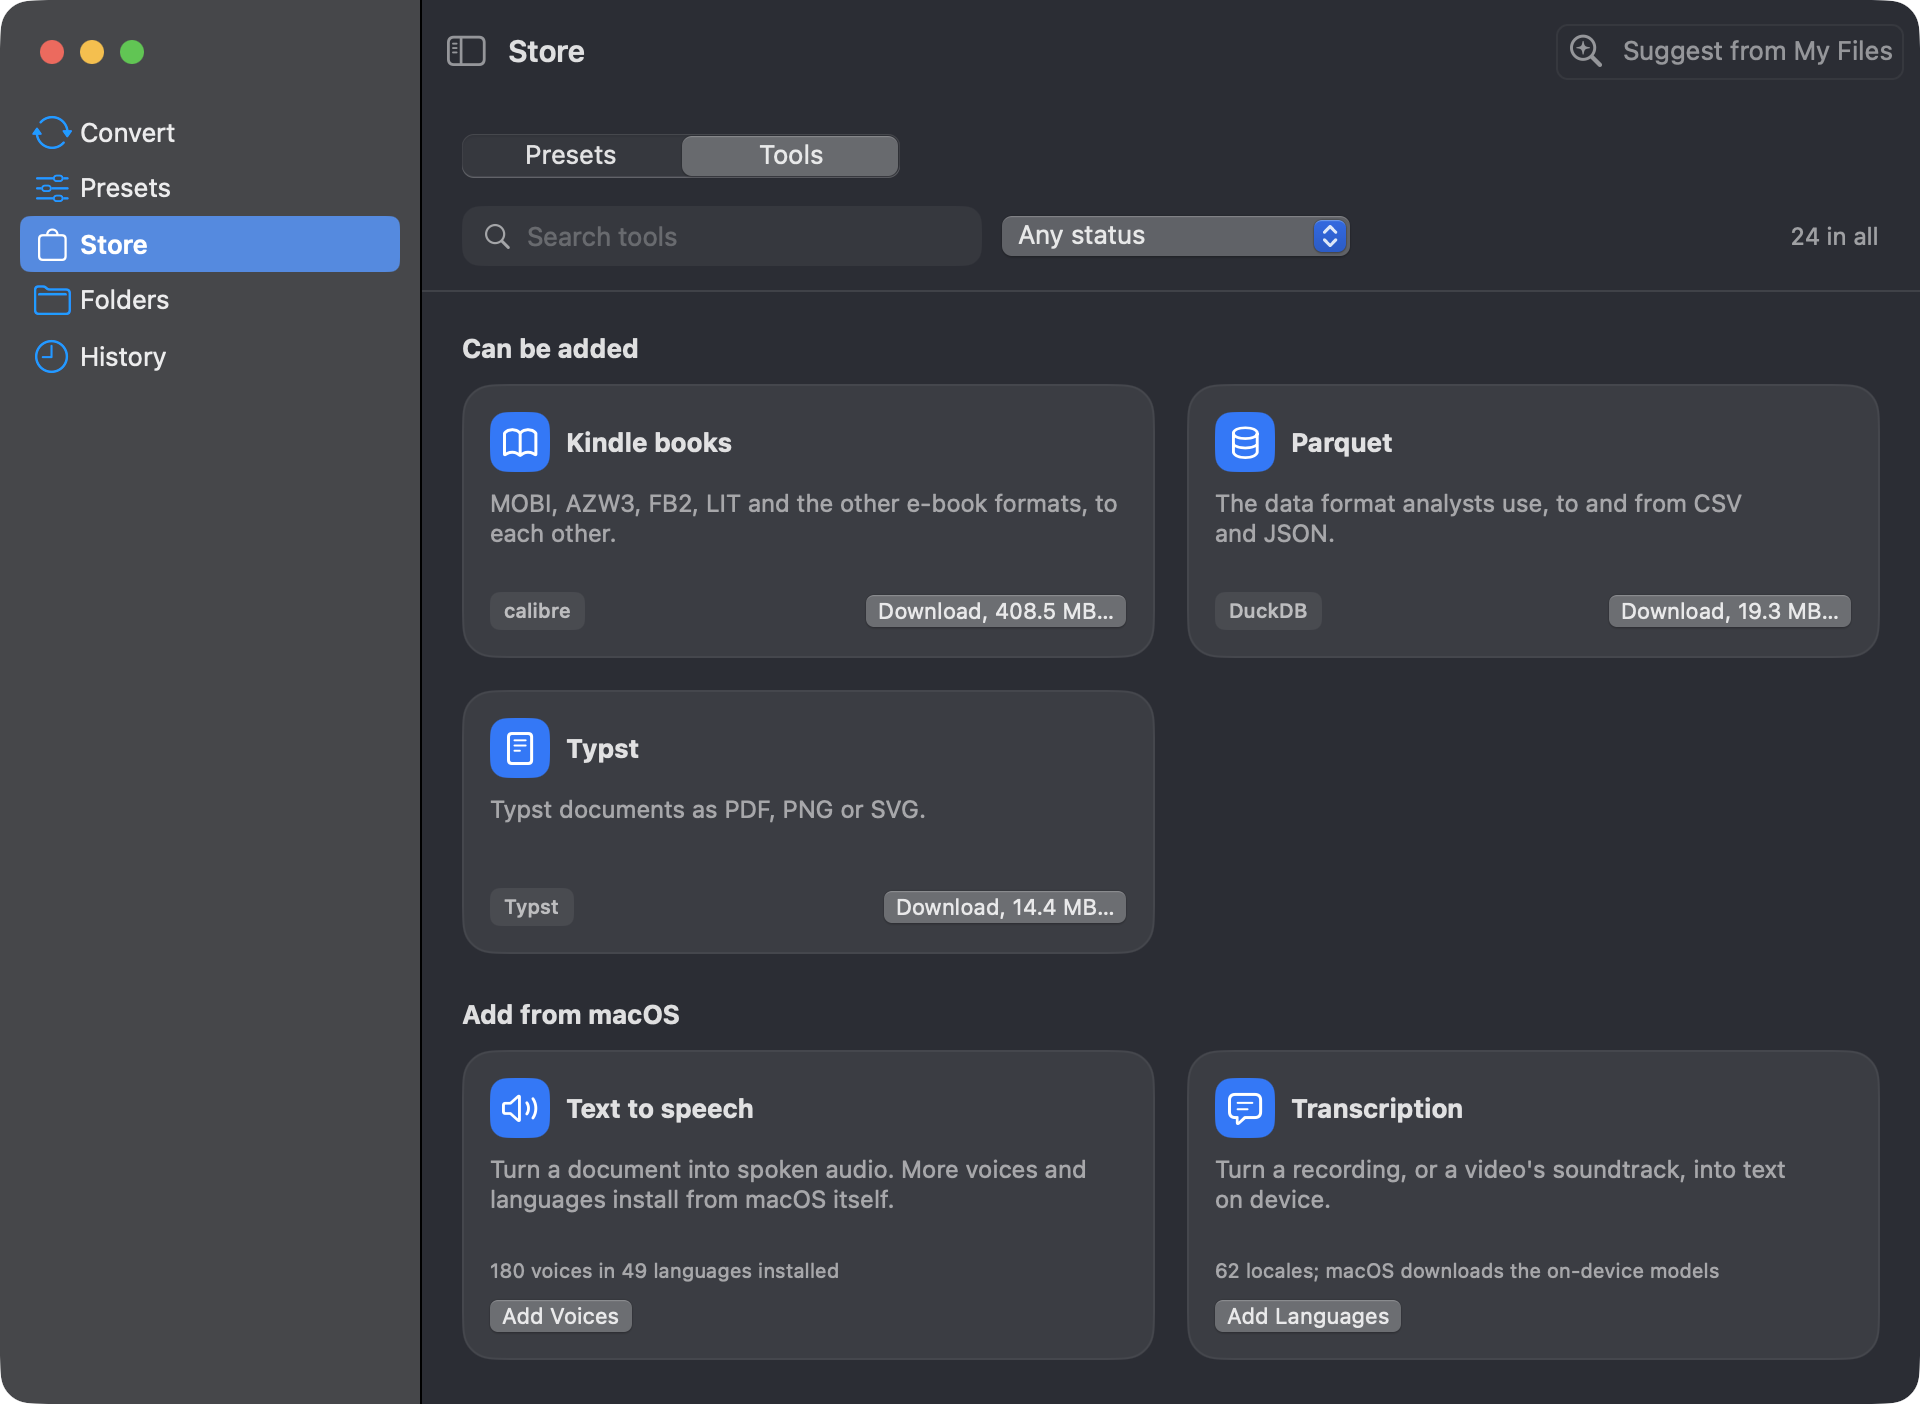 Convert
Presets
Store
Folders
History
Store
Suggest from My Files
Presets
Tools
Search tools
Any status
24 in all
Can be added
Kindle books
MOBI, AZW3, FB2, LIT and the other e-book formats, to
each other.
calibre
Download, 408.5 MB...
Parquet
The data format analysts use, to and from CSV
and JSON.
DuckDB
Download, 19.3 MB...
Typst
Typst documents as PDF, PNG or SVG.
Typst
Download, 14.4 MB...
Add from macOS
Text to speech
Turn a document into spoken audio. More voices and
languages install from macOS itself.
180 voices in 49 languages installed
Add Voices
Transcription
Turn a recording, or a video's soundtrack, into text
on device.
62 locales; macOS downloads the on-device models
Add Languages